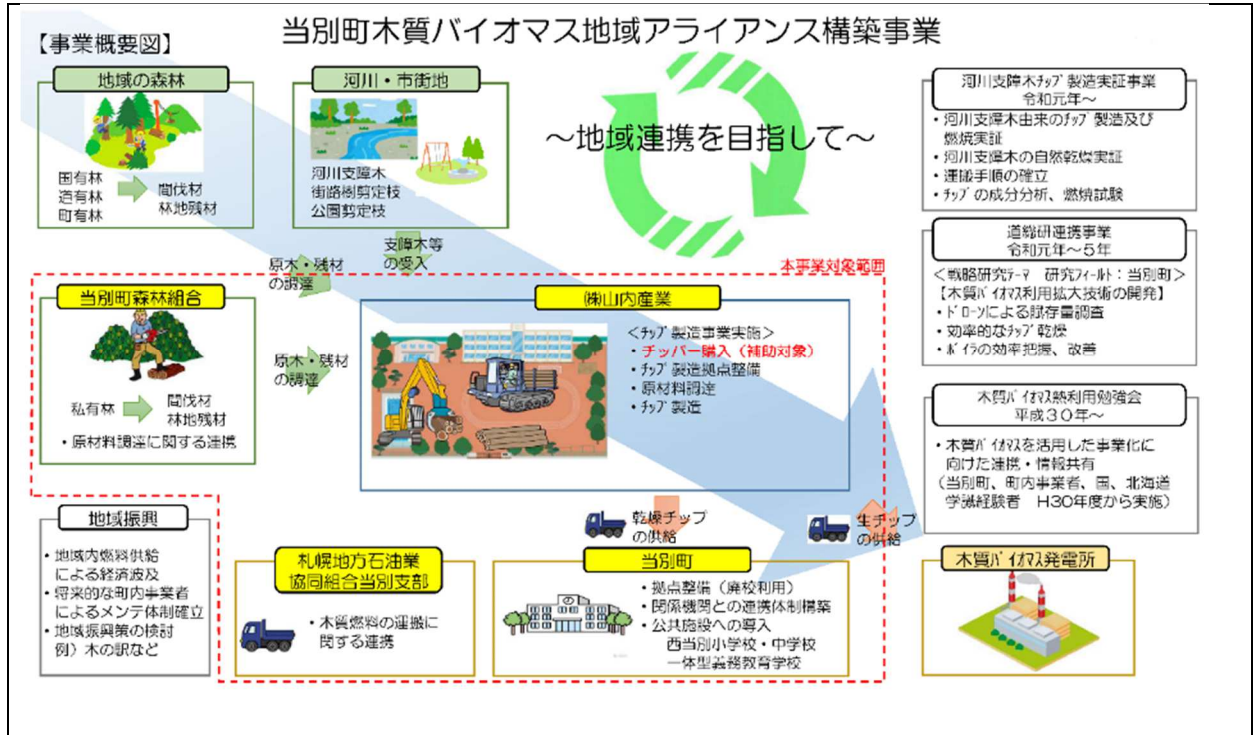 当別町木質バイオマス地域アライアンス構築事業
【事業概要図】
地域の森林
国有林
道有林
町有林
間伐材
林地残材
河川・市街地
河川支障木
街路樹剪定枝
公園剪定枝
～地域連携を目指して～
河川支障木ﾁｯﾌﾟ製造実証事業
令和元年～
・河川支障木由来のﾁｯﾌﾟ製造及び
燃焼実証
・河川支障木の自然乾燥実証
・運搬手順の確立
・ﾁｯﾌﾟの成分分析、燃焼試験
道総研連携事業
令和元年～5年
＜戦略研究ﾃｰﾏ 研究ﾌｨｰﾙﾄﾞ：当別町＞
【木質ﾊﾞｲｵﾏｽ利用拡大技術の開発】
・ﾄﾞﾛｰﾝによる賦存量調査
・効率的なﾁｯﾌﾟ乾燥
・ﾎﾞｲﾗの効率把握、改善
木質ﾊﾞｲｵﾏｽ熱利用勉強会
平成３０年～
・木質ﾊﾞｲｵﾏｽを活用した事業化に
向けた連携・情報共有
（当別町、町内事業者、国、北海道
学識経験者 H30年度から実施）
支障木等
の受入
原木・残材
の調達
本事業対象範囲
当別町森林組合
私有林
間伐材
林地残材
・原材料調達に関する連携
原木・残材
の調達
㈱山内産業
＜ﾁｯﾌﾟ製造事業実施＞
・チッパー購入（補助対象）
・ﾁｯﾌﾟ製造拠点整備
・原材料調達
・ﾁｯﾌﾟ製造
乾燥チップ
の供給
生チップ
の供給
地域振興
・地域内燃料供給
による経済波及
・将来的な町内事業者
によるメンテ体制確立
・地域振興策の検討
例）木の駅など
札幌地方石油業
協同組合当別支部
・木質燃料の運搬に
関する連携
当別町
・拠点整備（廃校利用）
・関係機関との連携体制構築
・公共施設への導入
西当別小学校・中学校
一体型義務教育学校
木質ﾊﾞｲｵﾏｽ発電所